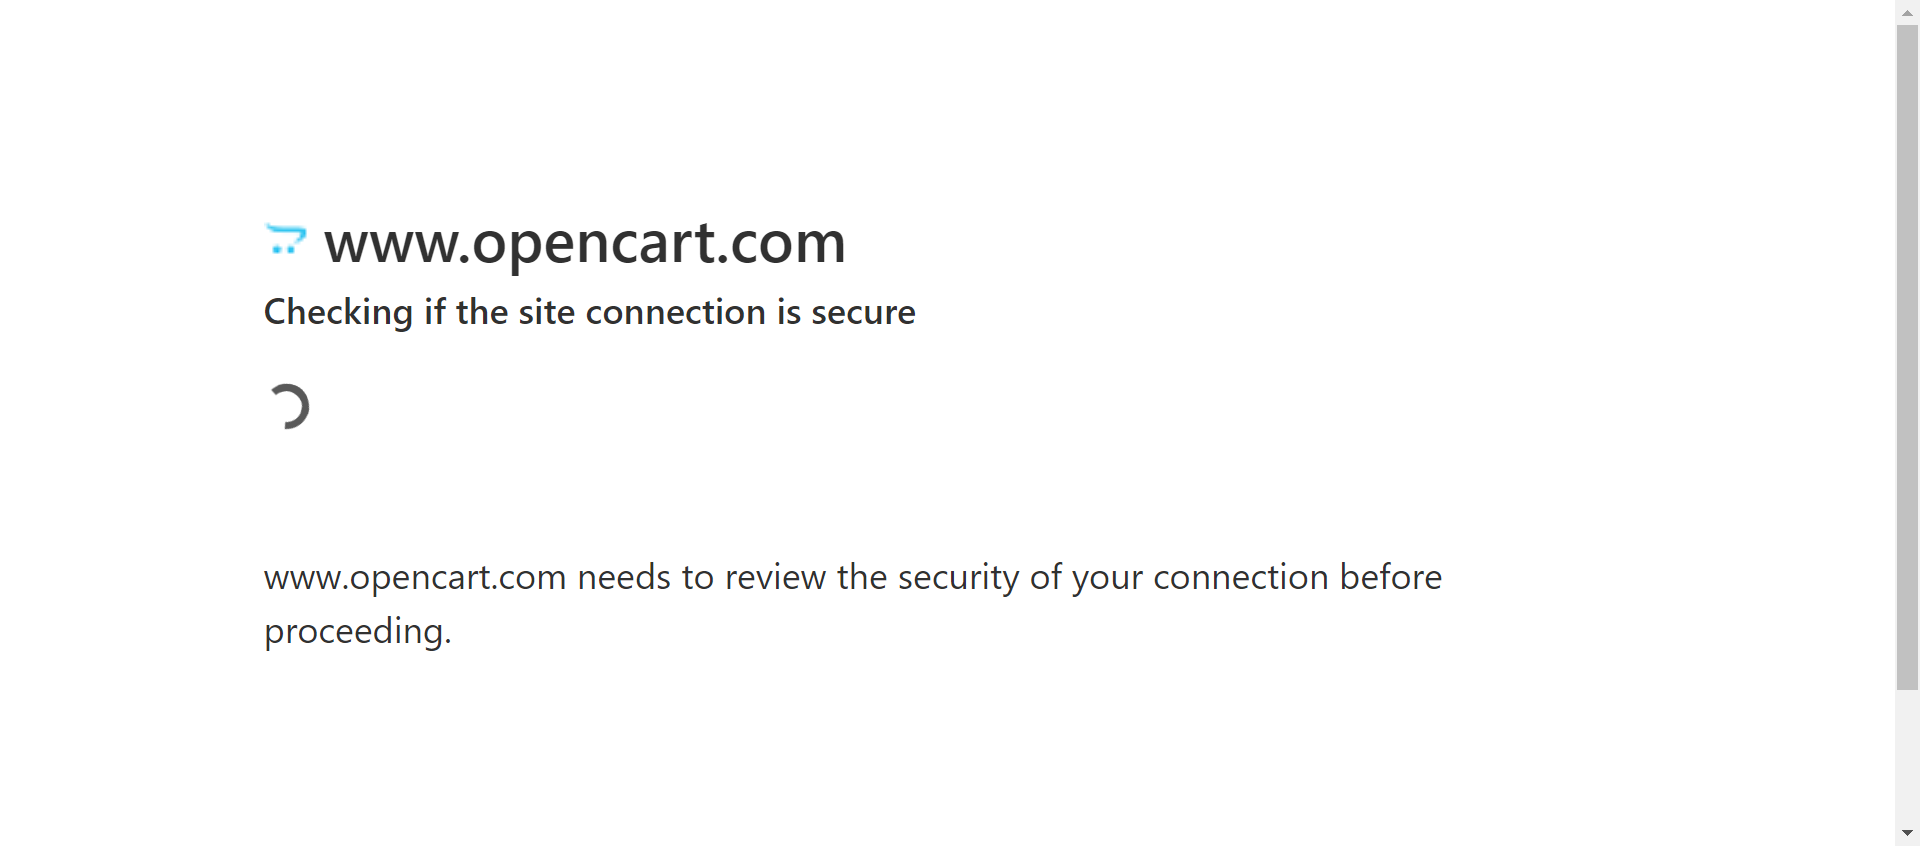 www.opencart.com
Checking if the site connection is secure
www.opencart.com needs to review the security of your connection before
proceeding.